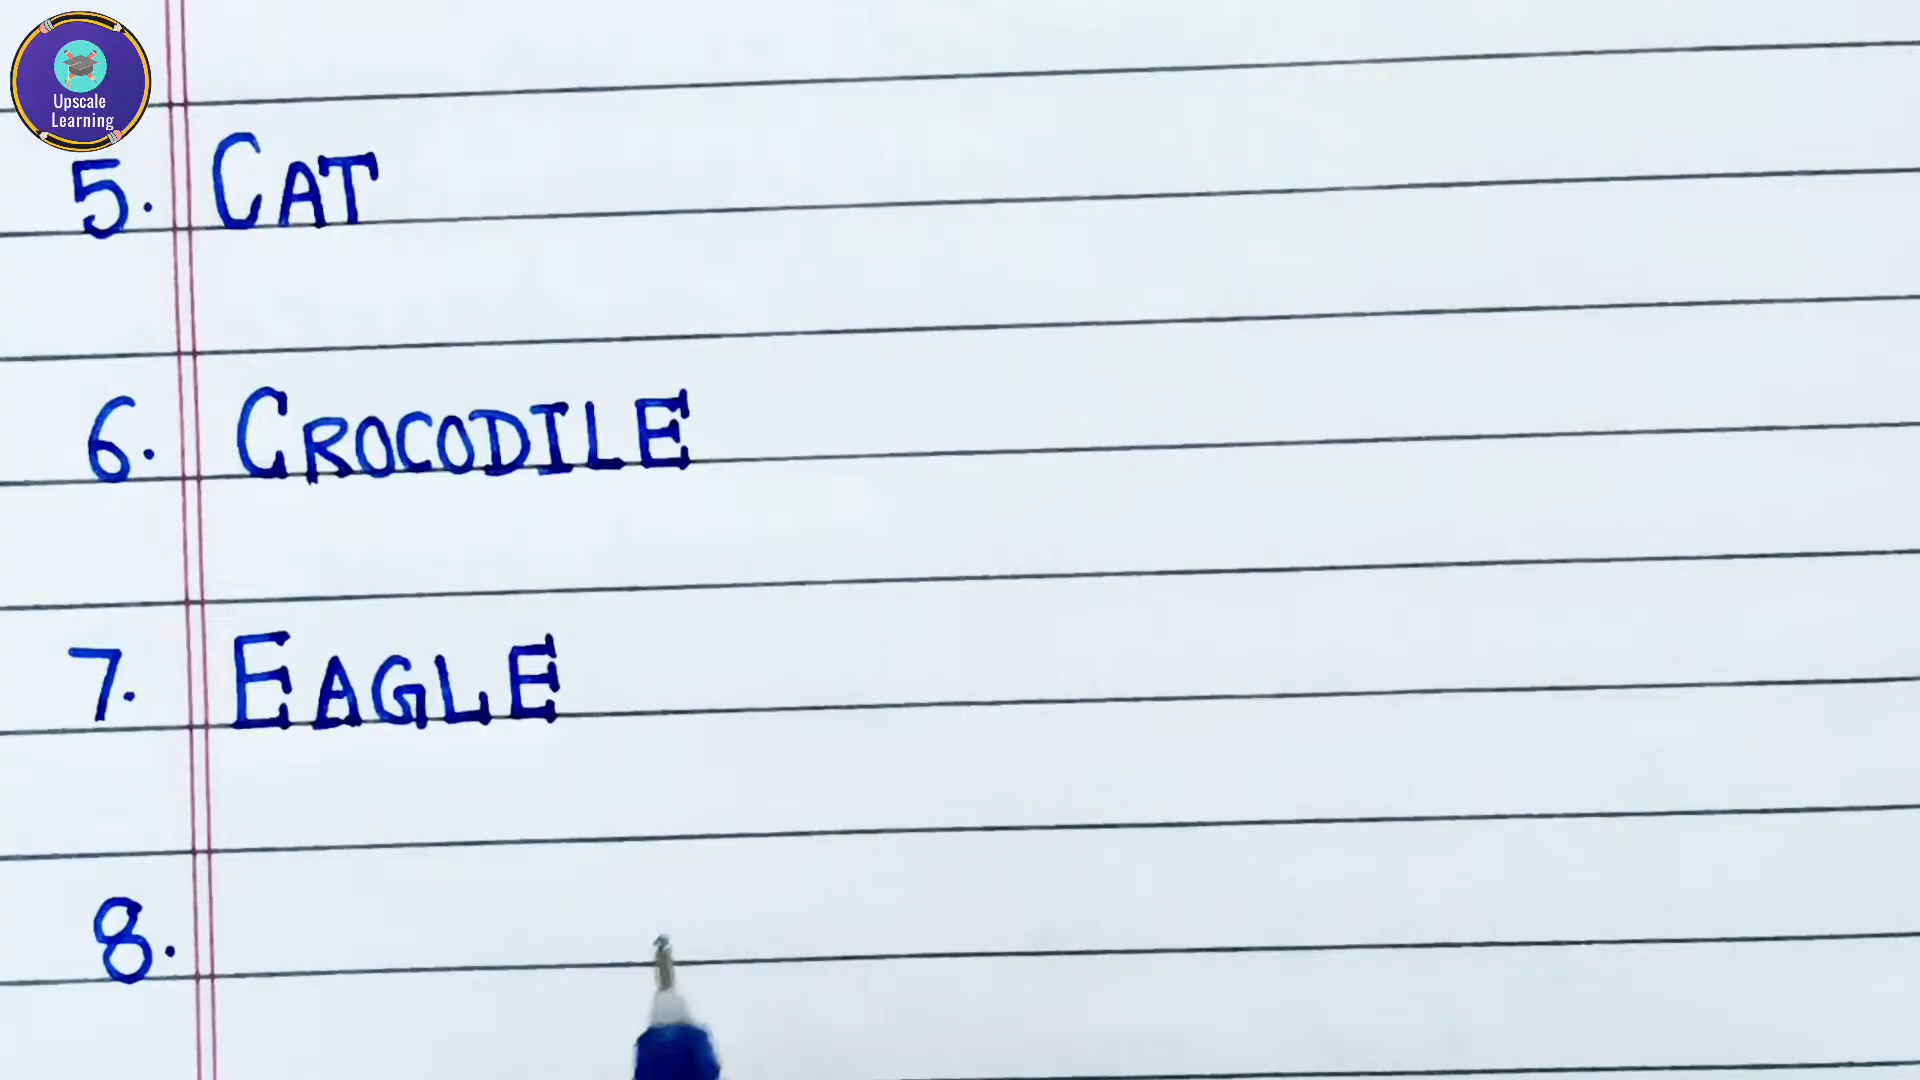 Upscale
Learning
5. CAT
6. CROCODILE
7. EAGLE
8.